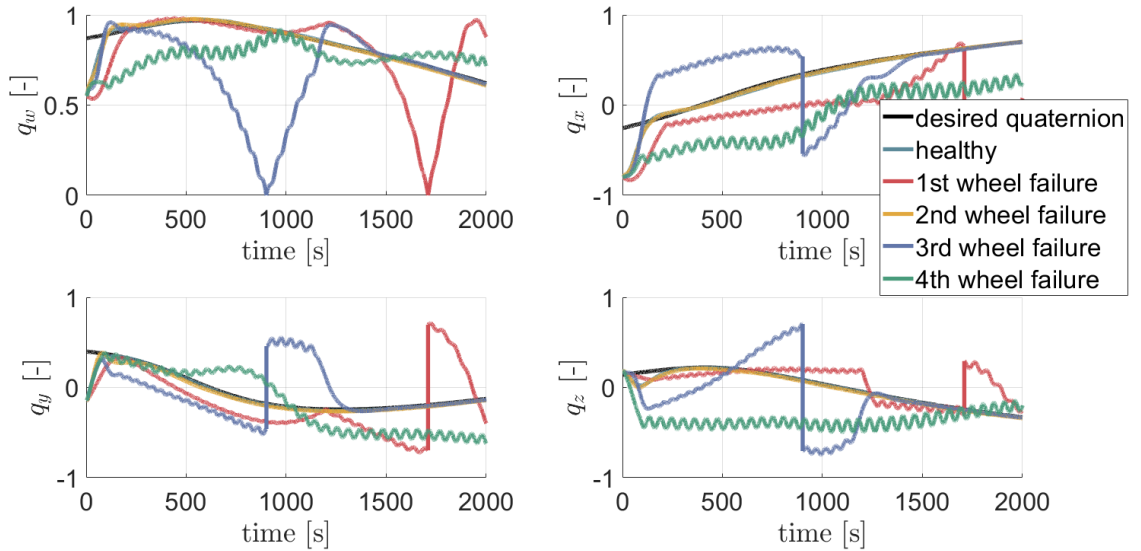 1
0.5
0
q_w [-]
0 500 1000 1500 2000
time [s]
1
0
-1
q_x [-]
0 500 1000
time [s]
desired quaternion
healthy
1st wheel failure
2nd wheel failure
3rd wheel failure
4th wheel failure
1
0
-1
q_y [-]
0 500 1000 1500 2000
time [s]
1
0
-1
q_z [-]
0 500 1000 1500 2000
time [s]